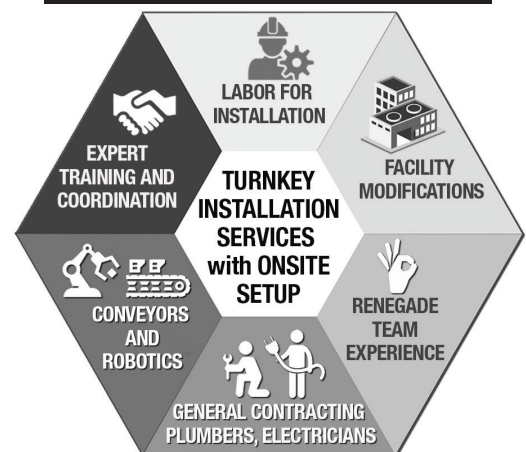 LABOR FOR
INSTALLATION
FACILITY
MODIFICATIONS
RENEGADE
TEAM
EXPERIENCE
GENERAL CONTRACTING
PLUMBERS, ELECTRICIANS
CONVEYORS
AND
ROBOTICS
EXPERT
TRAINING AND
COORDINATION
TURNKEY
INSTALLATION
SERVICES
with ONSITE
SETUP